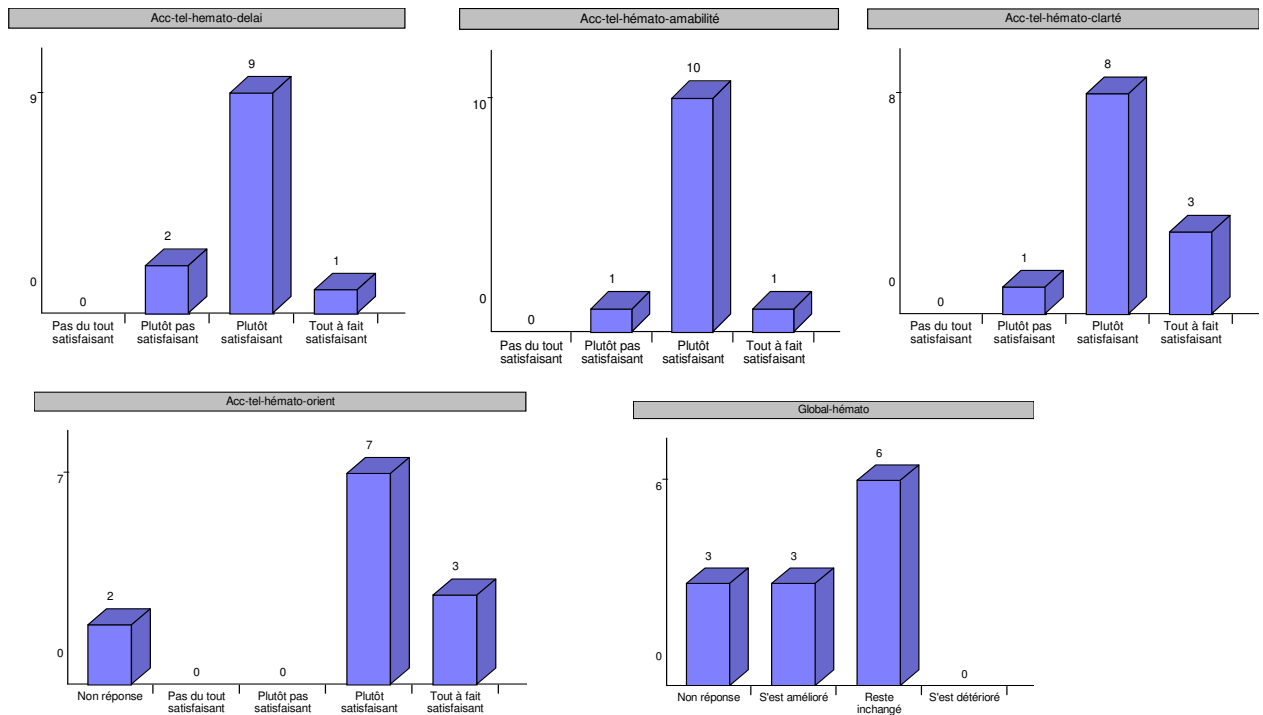 Acc-tel-hemato-delai
9
9
2
1
0
0
Pas du tout satisfaisant
Plutôt pas satisfaisant
Plutôt satisfaisant
Tout à fait satisfaisant
Acc-tel-hémato-amabilité
10
10
1
1
0
0
Pas du tout satisfaisant
Plutôt pas satisfaisant
Plutôt satisfaisant
Tout à fait satisfaisant
Acc-tel-hémato-clarté
8
8
3
1
0
0
Pas du tout satisfaisant
Plutôt pas satisfaisant
Plutôt satisfaisant
Tout à fait satisfaisant
Acc-tel-hémato-orient
7
7
3
2
0
0
0
Non réponse
Pas du tout satisfaisant
Plutôt pas satisfaisant
Plutôt satisfaisant
Tout à fait satisfaisant
Global-hémato
6
6
3
3
0
0
Non réponse
S'est amélioré
Reste inchangé
S'est détérioré